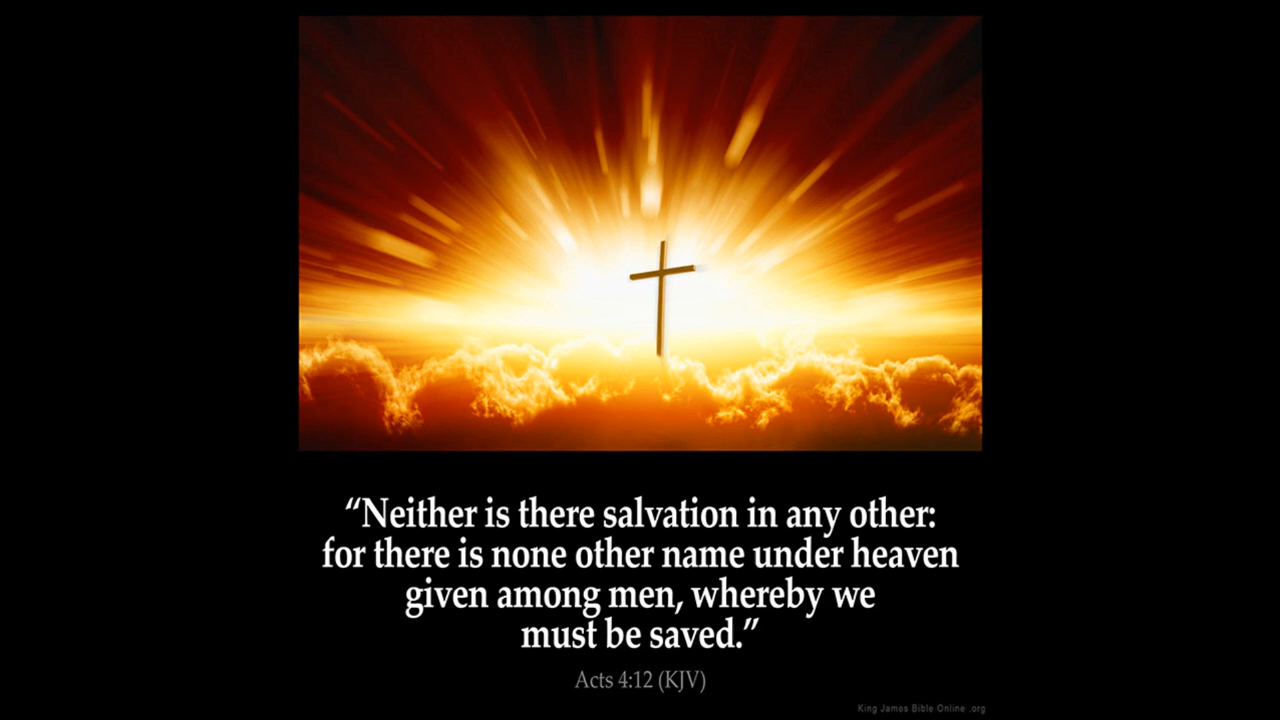 “Neither is there salvation in any other:
for there is none other name under heaven
given among men, whereby we
must be saved.”
Acts 4:12 (KJV)
King James Bible Online .org